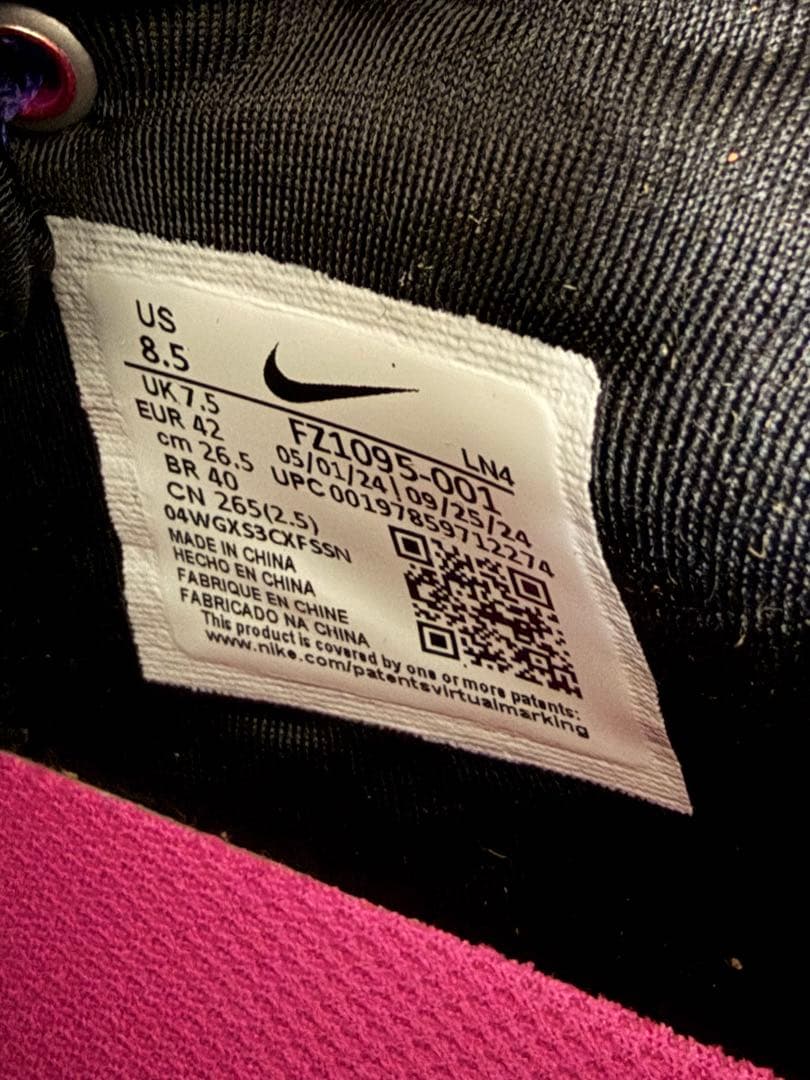 US
8.5
UK 7.5
EUR 42
cm 26.5
BR 40
CN 265(2.5)
04WGXS3CXFSSN
LN4
FZ1095-001
05/01/24\09/25/24
UPC 00197859712274
MADE IN CHINA
HECHO EN CHINA
FABRIQUE EN CHINE
FABRICADO NA CHINA
This product is covered by one or more patents:
www.nike.com/patentsvirtualmarking